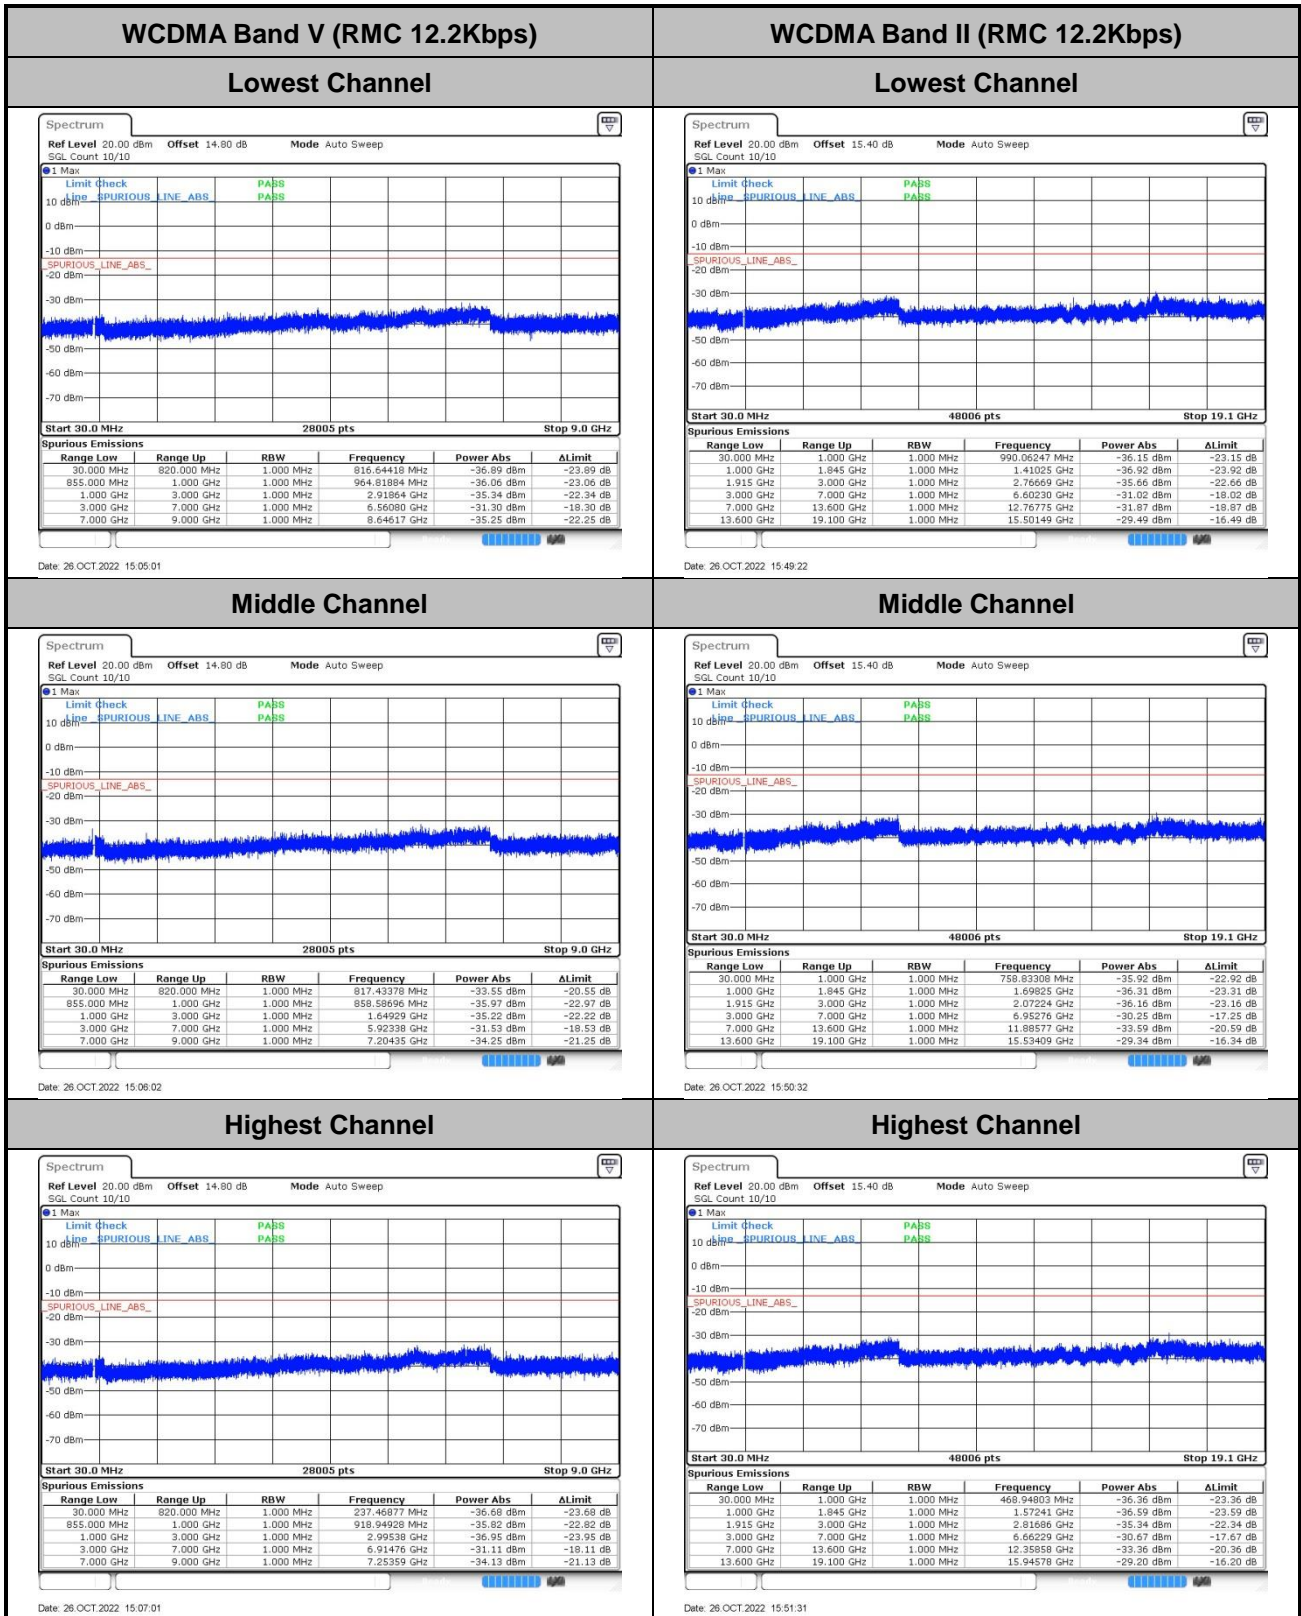 WCDMA Band V (RMC 12.2Kbps) WCDMA Band II (RMC 12.2Kbps)
Lowest Channel Lowest Channel
Spectrum
Ref Level 20.00 dBm Offset 14.80 dB Mode Auto Sweep
SGL Count 10/10
1 Max
Limit Check PASS
Line _SPURIOUS_LINE_ABS_ PASS
10 dBm
0 dBm
-10 dBm
_SPURIOUS_LINE_ABS_
-20 dBm
-30 dBm
-50 dBm
-60 dBm
-70 dBm
Start 30.0 MHz 28005 pts Stop 9.0 GHz
Spurious Emissions
Range Low Range Up RBW Frequency Power Abs ΔLimit
30.000 MHz 820.000 MHz 1.000 MHz 816.64418 MHz -36.89 dBm -23.89 dB
855.000 MHz 1.000 GHz 1.000 MHz 964.81884 MHz -36.06 dBm -23.06 dB
1.000 GHz 3.000 GHz 1.000 MHz 2.91864 GHz -35.34 dBm -22.34 dB
3.000 GHz 7.000 GHz 1.000 MHz 6.56080 GHz -31.30 dBm -18.30 dB
7.000 GHz 9.000 GHz 1.000 MHz 8.64617 GHz -35.25 dBm -22.25 dB
Date: 26.OCT.2022 15:05:01
Spectrum
Ref Level 20.00 dBm Offset 15.40 dB Mode Auto Sweep
SGL Count 10/10
1 Max
Limit Check PASS
Line _SPURIOUS_LINE_ABS_ PASS
10 dBm
0 dBm
-10 dBm
_SPURIOUS_LINE_ABS_
-20 dBm
-30 dBm
-50 dBm
-60 dBm
-70 dBm
Start 30.0 MHz 48006 pts Stop 19.1 GHz
Spurious Emissions
Range Low Range Up RBW Frequency Power Abs ΔLimit
30.000 MHz 1.000 GHz 1.000 MHz 990.06247 MHz -36.15 dBm -23.15 dB
1.000 GHz 1.845 GHz 1.000 MHz 1.41025 GHz -36.92 dBm -23.92 dB
1.915 GHz 3.000 GHz 1.000 MHz 2.76669 GHz -35.66 dBm -22.66 dB
3.000 GHz 7.000 GHz 1.000 MHz 6.60230 GHz -31.02 dBm -18.02 dB
7.000 GHz 13.600 GHz 1.000 MHz 12.76775 GHz -31.87 dBm -18.87 dB
13.600 GHz 19.100 GHz 1.000 MHz 15.50149 GHz -29.49 dBm -16.49 dB
Date: 26.OCT.2022 15:49:22
Middle Channel Middle Channel
Spectrum
Ref Level 20.00 dBm Offset 14.80 dB Mode Auto Sweep
SGL Count 10/10
1 Max
Limit Check PASS
Line _SPURIOUS_LINE_ABS_ PASS
10 dBm
0 dBm
-10 dBm
_SPURIOUS_LINE_ABS_
-20 dBm
-30 dBm
-50 dBm
-60 dBm
-70 dBm
Start 30.0 MHz 28005 pts Stop 9.0 GHz
Spurious Emissions
Range Low Range Up RBW Frequency Power Abs ΔLimit
30.000 MHz 820.000 MHz 1.000 MHz 817.43378 MHz -33.55 dBm -20.55 dB
855.000 MHz 1.000 GHz 1.000 MHz 858.58696 MHz -35.97 dBm -22.97 dB
1.000 GHz 3.000 GHz 1.000 MHz 1.64929 GHz -35.22 dBm -22.22 dB
3.000 GHz 7.000 GHz 1.000 MHz 5.92338 GHz -31.53 dBm -18.53 dB
7.000 GHz 9.000 GHz 1.000 MHz 7.20435 GHz -34.25 dBm -21.25 dB
Date: 26.OCT.2022 15:06:02
Spectrum
Ref Level 20.00 dBm Offset 15.40 dB Mode Auto Sweep
SGL Count 10/10
1 Max
Limit Check PASS
Line _SPURIOUS_LINE_ABS_ PASS
10 dBm
0 dBm
-10 dBm
_SPURIOUS_LINE_ABS_
-20 dBm
-30 dBm
-50 dBm
-60 dBm
-70 dBm
Start 30.0 MHz 48006 pts Stop 19.1 GHz
Spurious Emissions
Range Low Range Up RBW Frequency Power Abs ΔLimit
30.000 MHz 1.000 GHz 1.000 MHz 758.83308 MHz -35.92 dBm -22.92 dB
1.000 GHz 1.845 GHz 1.000 MHz 1.69825 GHz -36.31 dBm -23.31 dB
1.915 GHz 3.000 GHz 1.000 MHz 2.07224 GHz -36.16 dBm -23.16 dB
3.000 GHz 7.000 GHz 1.000 MHz 6.95276 GHz -30.25 dBm -17.25 dB
7.000 GHz 13.600 GHz 1.000 MHz 11.88577 GHz -33.59 dBm -20.59 dB
13.600 GHz 19.100 GHz 1.000 MHz 15.53409 GHz -29.34 dBm -16.34 dB
Date: 26.OCT.2022 15:50:32
Highest Channel Highest Channel
Spectrum
Ref Level 20.00 dBm Offset 14.80 dB Mode Auto Sweep
SGL Count 10/10
1 Max
Limit Check PASS
Line _SPURIOUS_LINE_ABS_ PASS
10 dBm
0 dBm
-10 dBm
_SPURIOUS_LINE_ABS_
-20 dBm
-30 dBm
-50 dBm
-60 dBm
-70 dBm
Start 30.0 MHz 28005 pts Stop 9.0 GHz
Spurious Emissions
Range Low Range Up RBW Frequency Power Abs ΔLimit
30.000 MHz 820.000 MHz 1.000 MHz 237.46877 MHz -36.68 dBm -23.68 dB
855.000 MHz 1.000 GHz 1.000 MHz 918.94928 MHz -35.82 dBm -22.82 dB
1.000 GHz 3.000 GHz 1.000 MHz 2.99538 GHz -36.95 dBm -23.95 dB
3.000 GHz 7.000 GHz 1.000 MHz 6.91476 GHz -31.11 dBm -18.11 dB
7.000 GHz 9.000 GHz 1.000 MHz 7.25359 GHz -34.13 dBm -21.13 dB
Date: 26.OCT.2022 15:07:01
Spectrum
Ref Level 20.00 dBm Offset 15.40 dB Mode Auto Sweep
SGL Count 10/10
1 Max
Limit Check PASS
Line _SPURIOUS_LINE_ABS_ PASS
10 dBm
0 dBm
-10 dBm
_SPURIOUS_LINE_ABS_
-20 dBm
-30 dBm
-50 dBm
-60 dBm
-70 dBm
Start 30.0 MHz 48006 pts Stop 19.1 GHz
Spurious Emissions
Range Low Range Up RBW Frequency Power Abs ΔLimit
30.000 MHz 1.000 GHz 1.000 MHz 468.94803 MHz -36.36 dBm -23.36 dB
1.000 GHz 1.845 GHz 1.000 MHz 1.57241 GHz -36.59 dBm -23.59 dB
1.915 GHz 3.000 GHz 1.000 MHz 2.81686 GHz -35.34 dBm -22.34 dB
3.000 GHz 7.000 GHz 1.000 MHz 6.66229 GHz -30.67 dBm -17.67 dB
7.000 GHz 13.600 GHz 1.000 MHz 12.35858 GHz -33.36 dBm -20.36 dB
13.600 GHz 19.100 GHz 1.000 MHz 15.94578 GHz -29.20 dBm -16.20 dB
Date: 26.OCT.2022 15:51:31